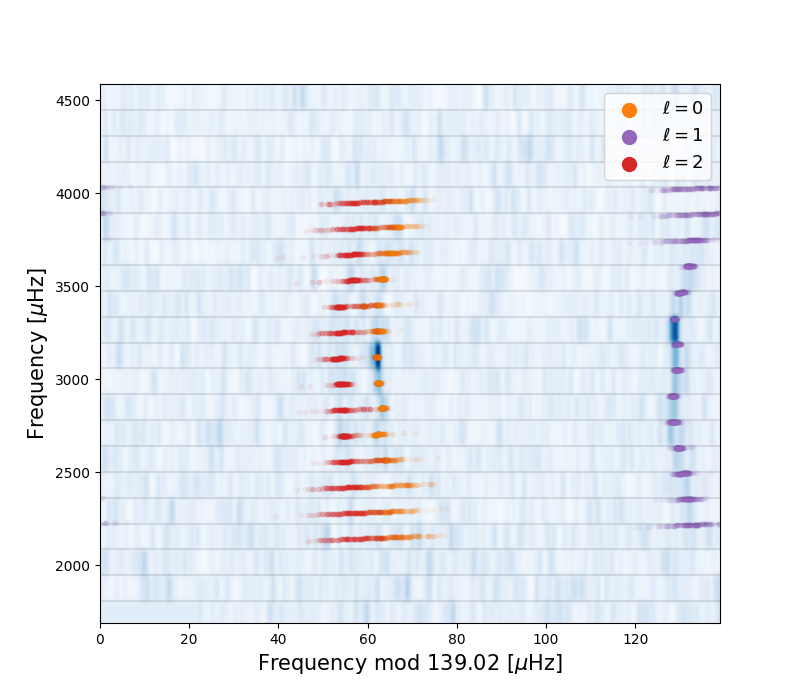 4500
4000
3500
3000
2500
2000
Frequency [μHz]
ℓ = 0
ℓ = 1
ℓ = 2
0 20 40 60 80 100 120
Frequency mod 139.02 [μHz]